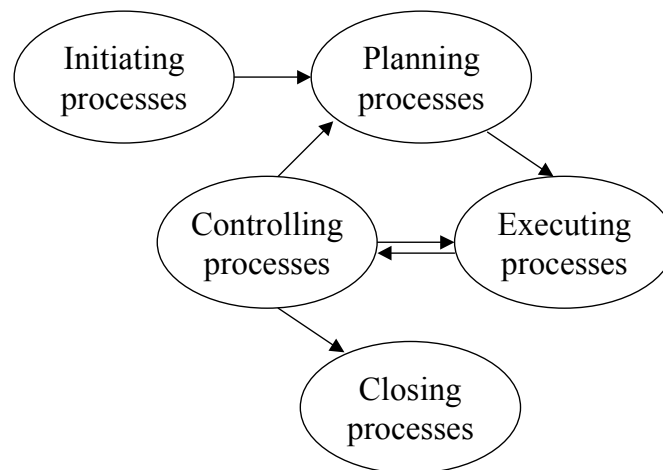 Initiating
processes
Planning
processes
Controlling
processes
Executing
processes
Closing
processes